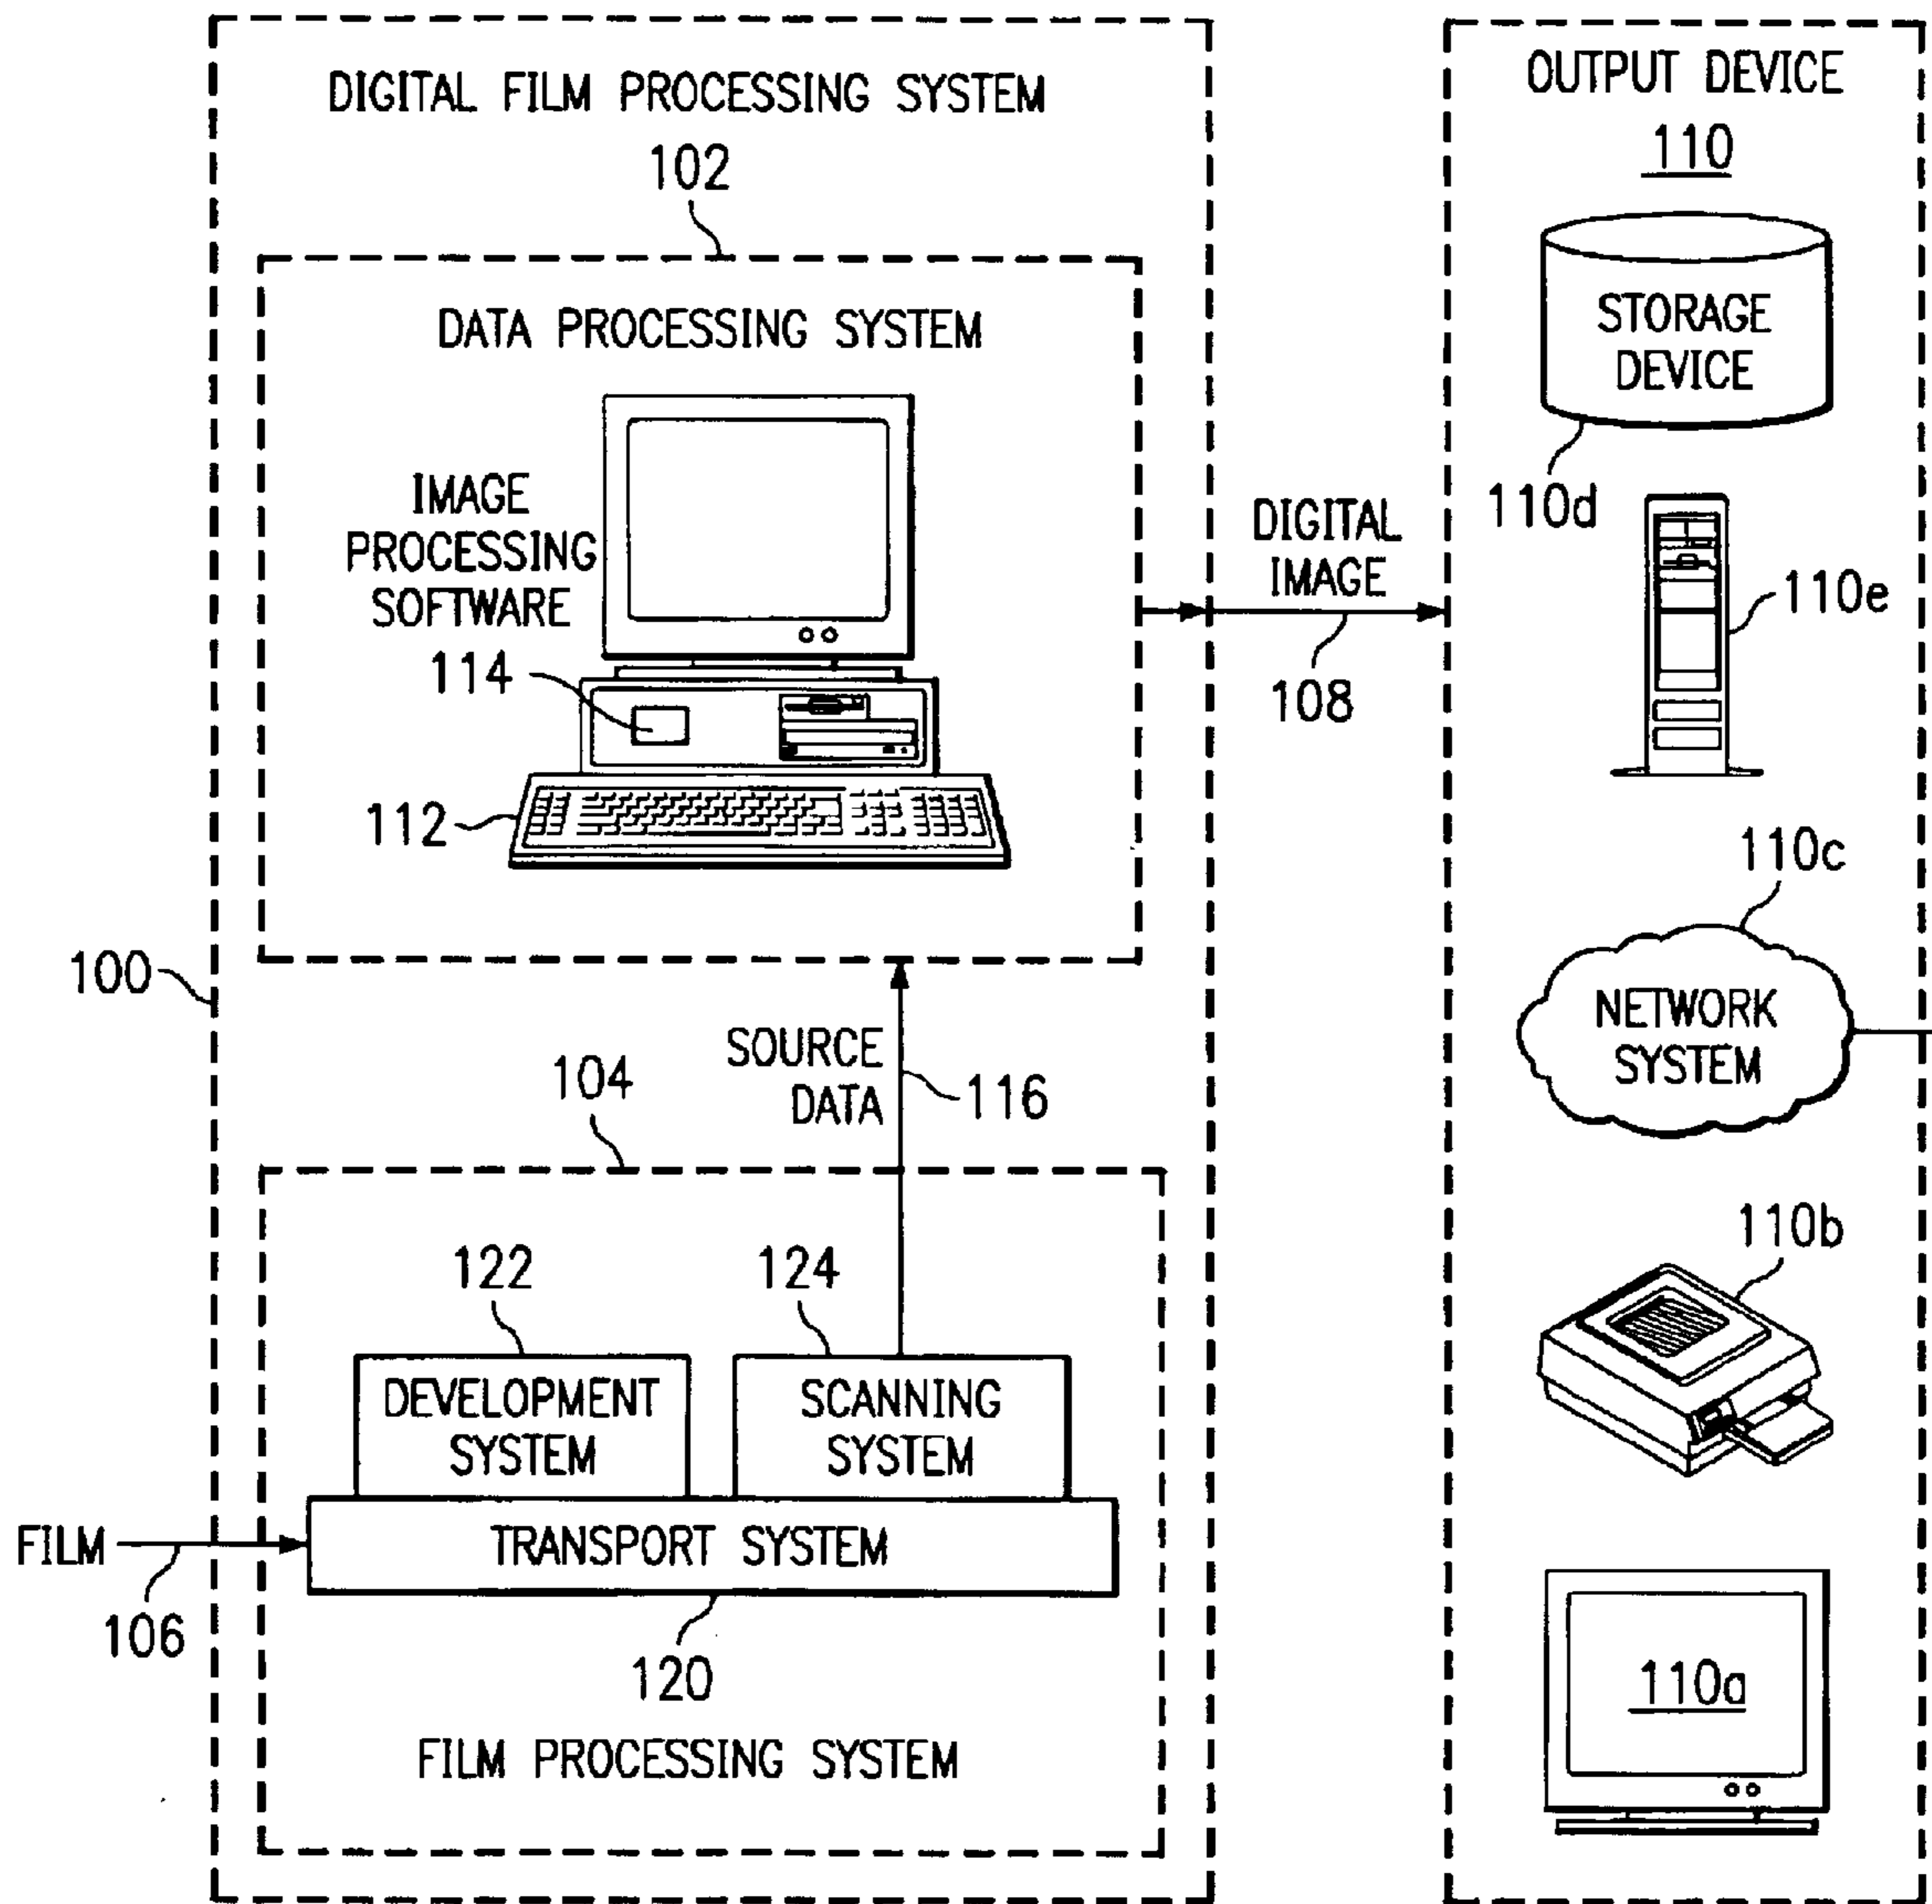 DIGITAL FILM PROCESSING SYSTEM
102
DATA PROCESSING SYSTEM
IMAGE
PROCESSING
SOFTWARE
114
112
100
SOURCE
DATA
116
104
122
124
DEVELOPMENT
SYSTEM
SCANNING
SYSTEM
FILM
106
TRANSPORT SYSTEM
120
FILM PROCESSING SYSTEM
DIGITAL
IMAGE
108
OUTPUT DEVICE
110
STORAGE
DEVICE
110d
110e
110c
NETWORK
SYSTEM
110b
110a